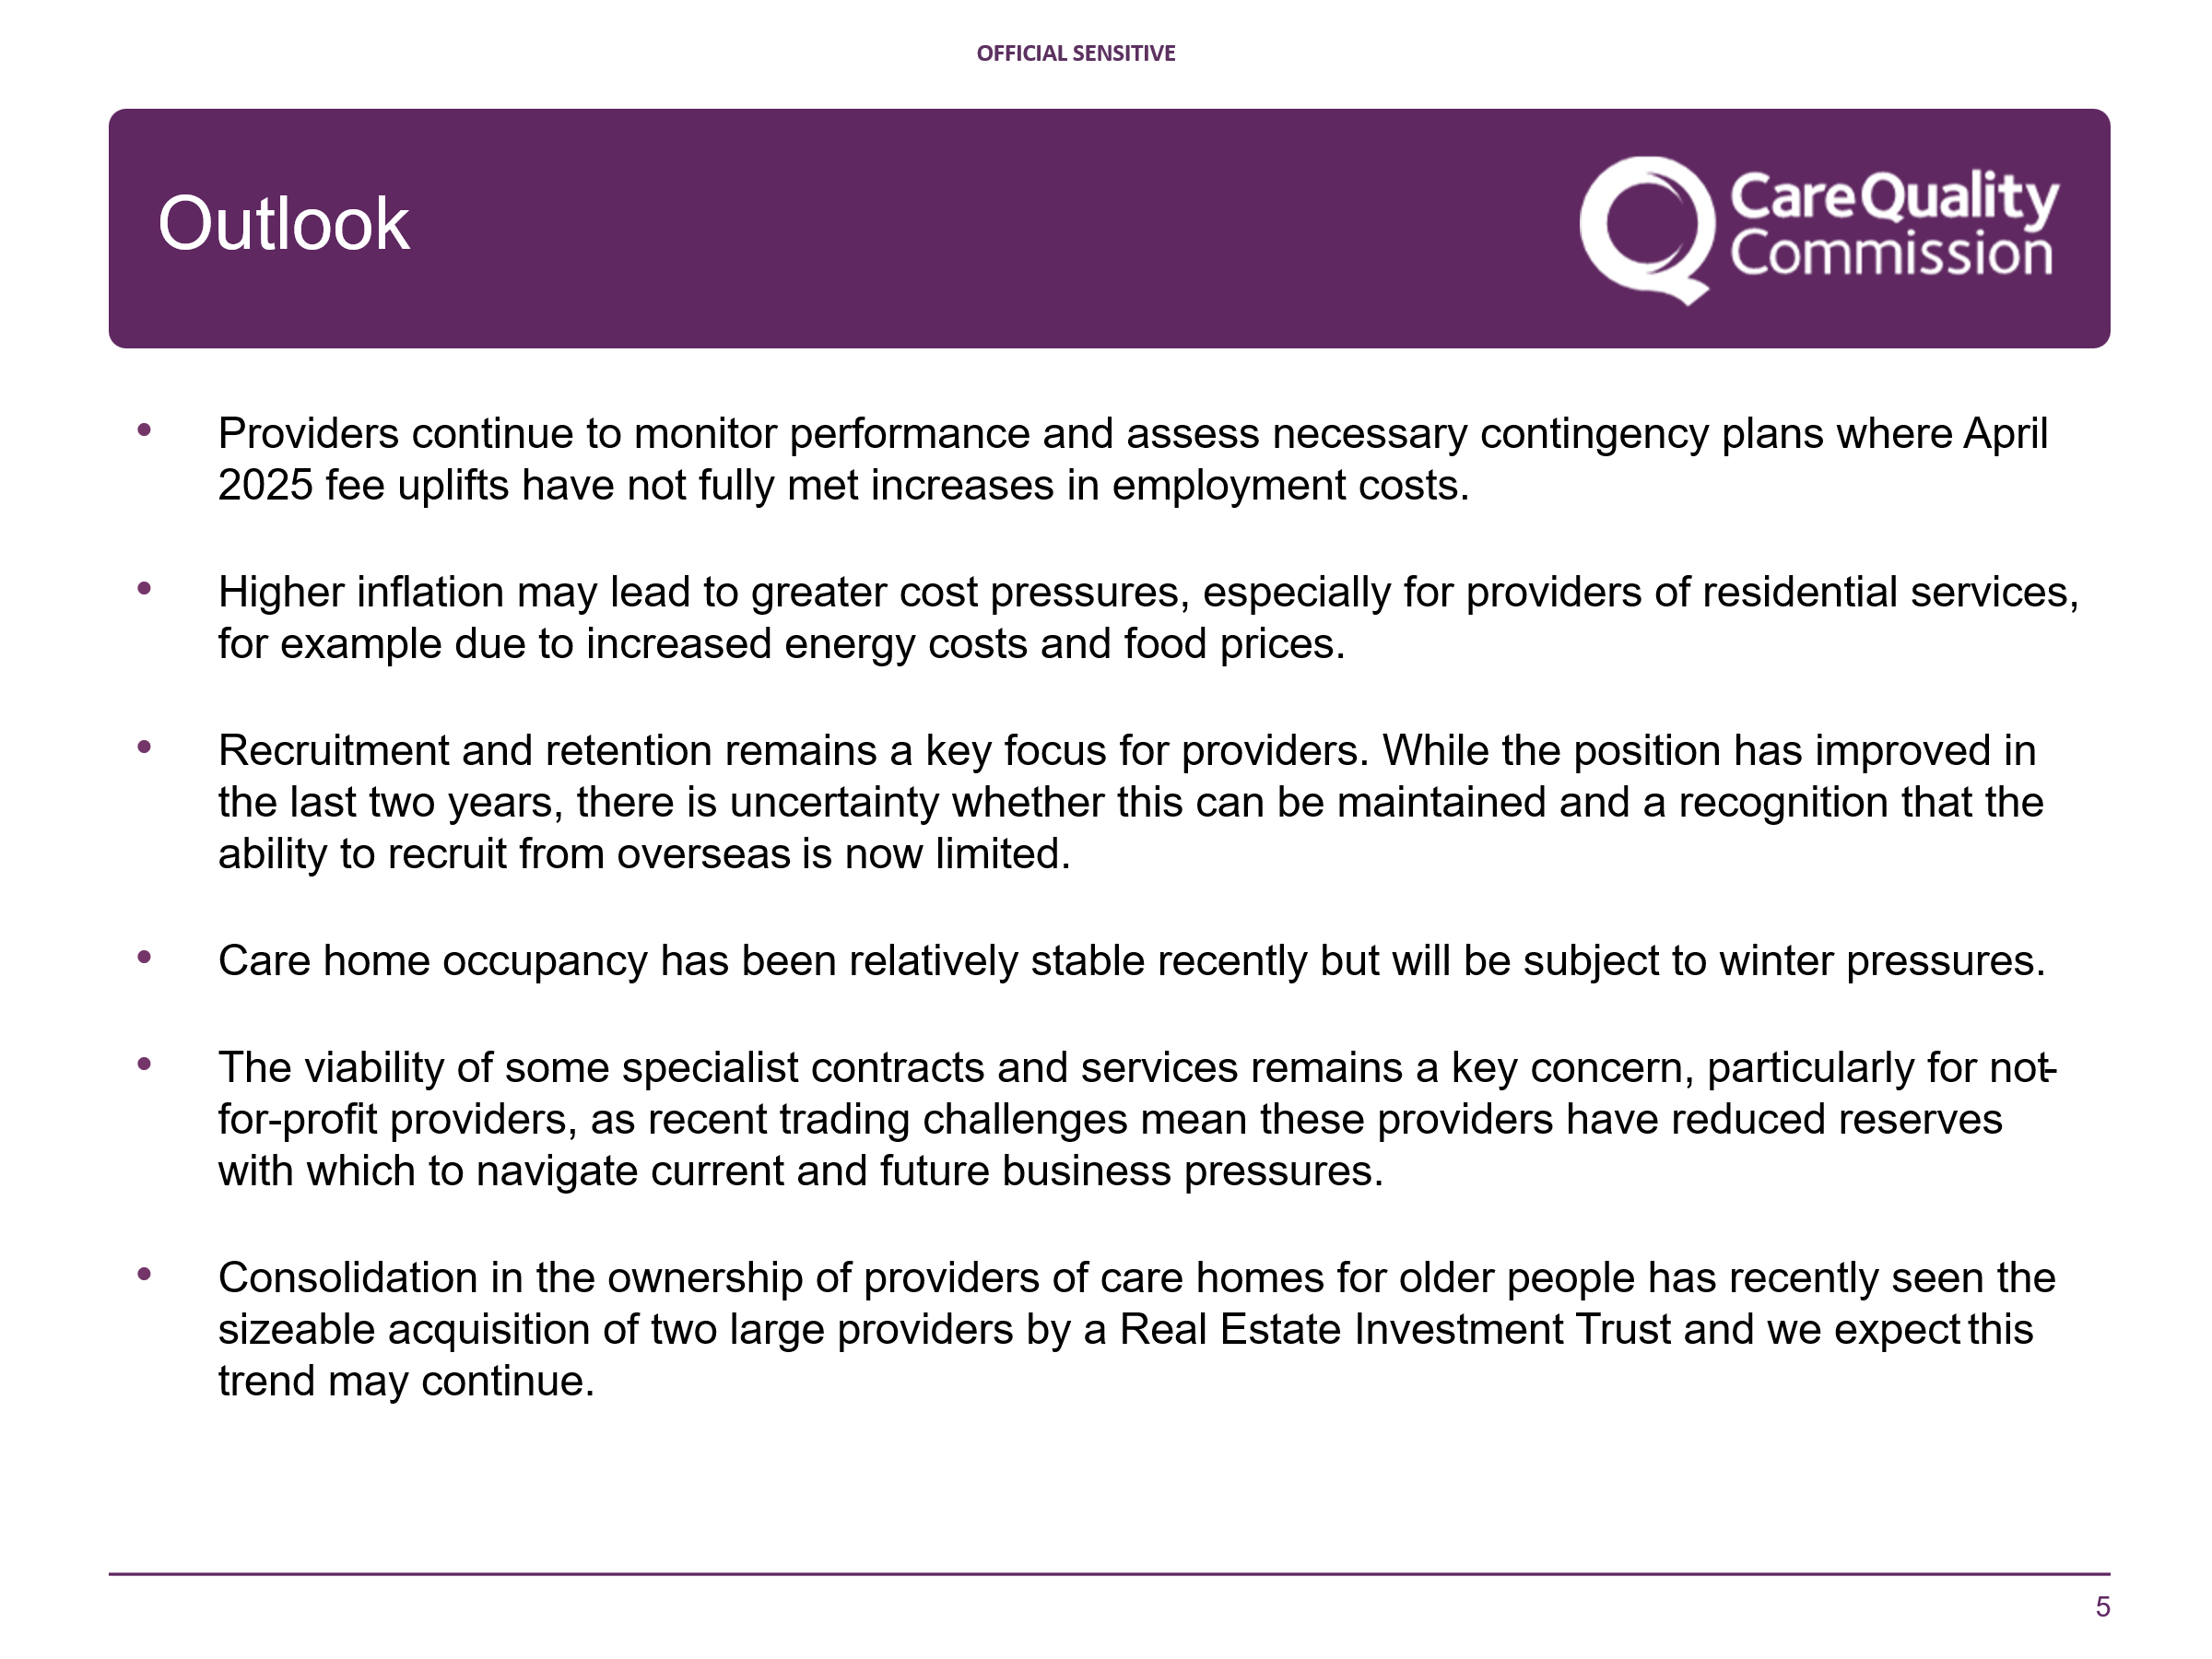 OFFICIAL SENSITIVE
Outlook
CareQuality
Commission
• Providers continue to monitor performance and assess necessary contingency plans where April
2025 fee uplifts have not fully met increases in employment costs.
• Higher inflation may lead to greater cost pressures, especially for providers of residential services,
for example due to increased energy costs and food prices.
• Recruitment and retention remains a key focus for providers. While the position has improved in
the last two years, there is uncertainty whether this can be maintained and a recognition that the
ability to recruit from overseas is now limited.
• Care home occupancy has been relatively stable recently but will be subject to winter pressures.
• The viability of some specialist contracts and services remains a key concern, particularly for not-
for-profit providers, as recent trading challenges mean these providers have reduced reserves
with which to navigate current and future business pressures.
• Consolidation in the ownership of providers of care homes for older people has recently seen the
sizeable acquisition of two large providers by a Real Estate Investment Trust and we expect this
trend may continue.
5